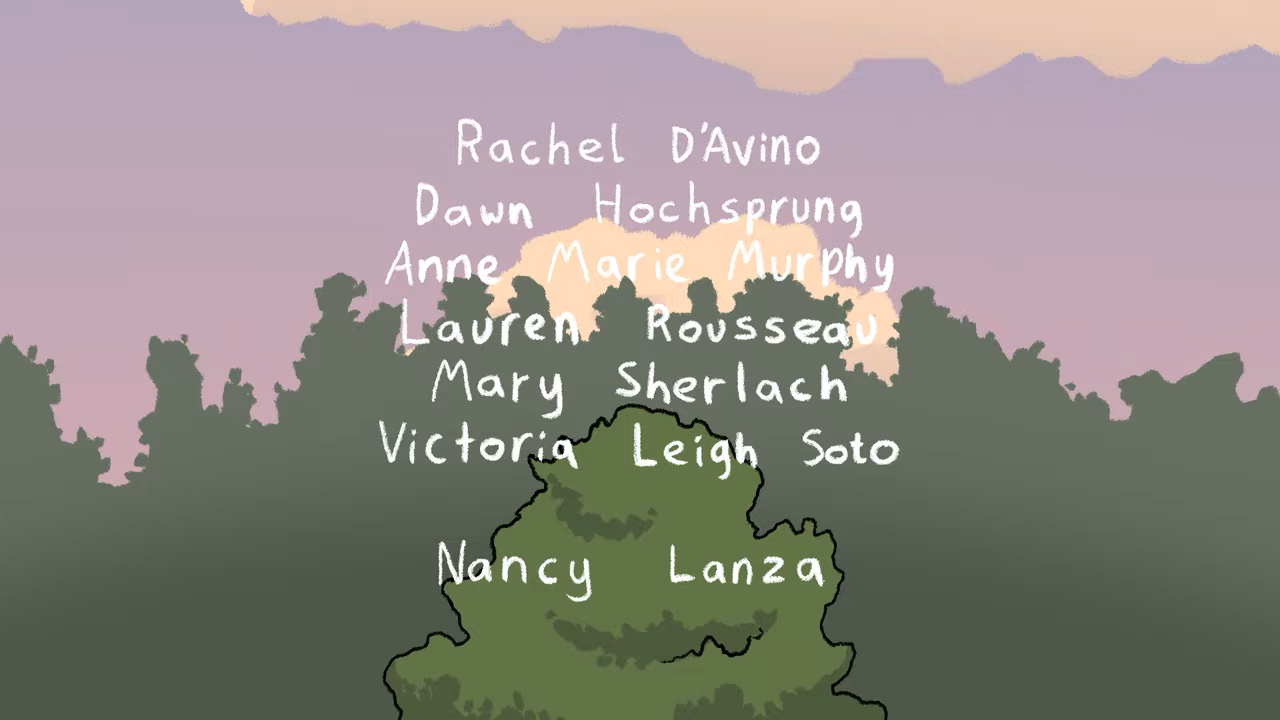 Rachel D'Avino
Dawn Hochsprung
Anne Marie Murphy
Lauren Rousseau
Mary Sherlach
Victoria Leigh Soto
Nancy Lanza